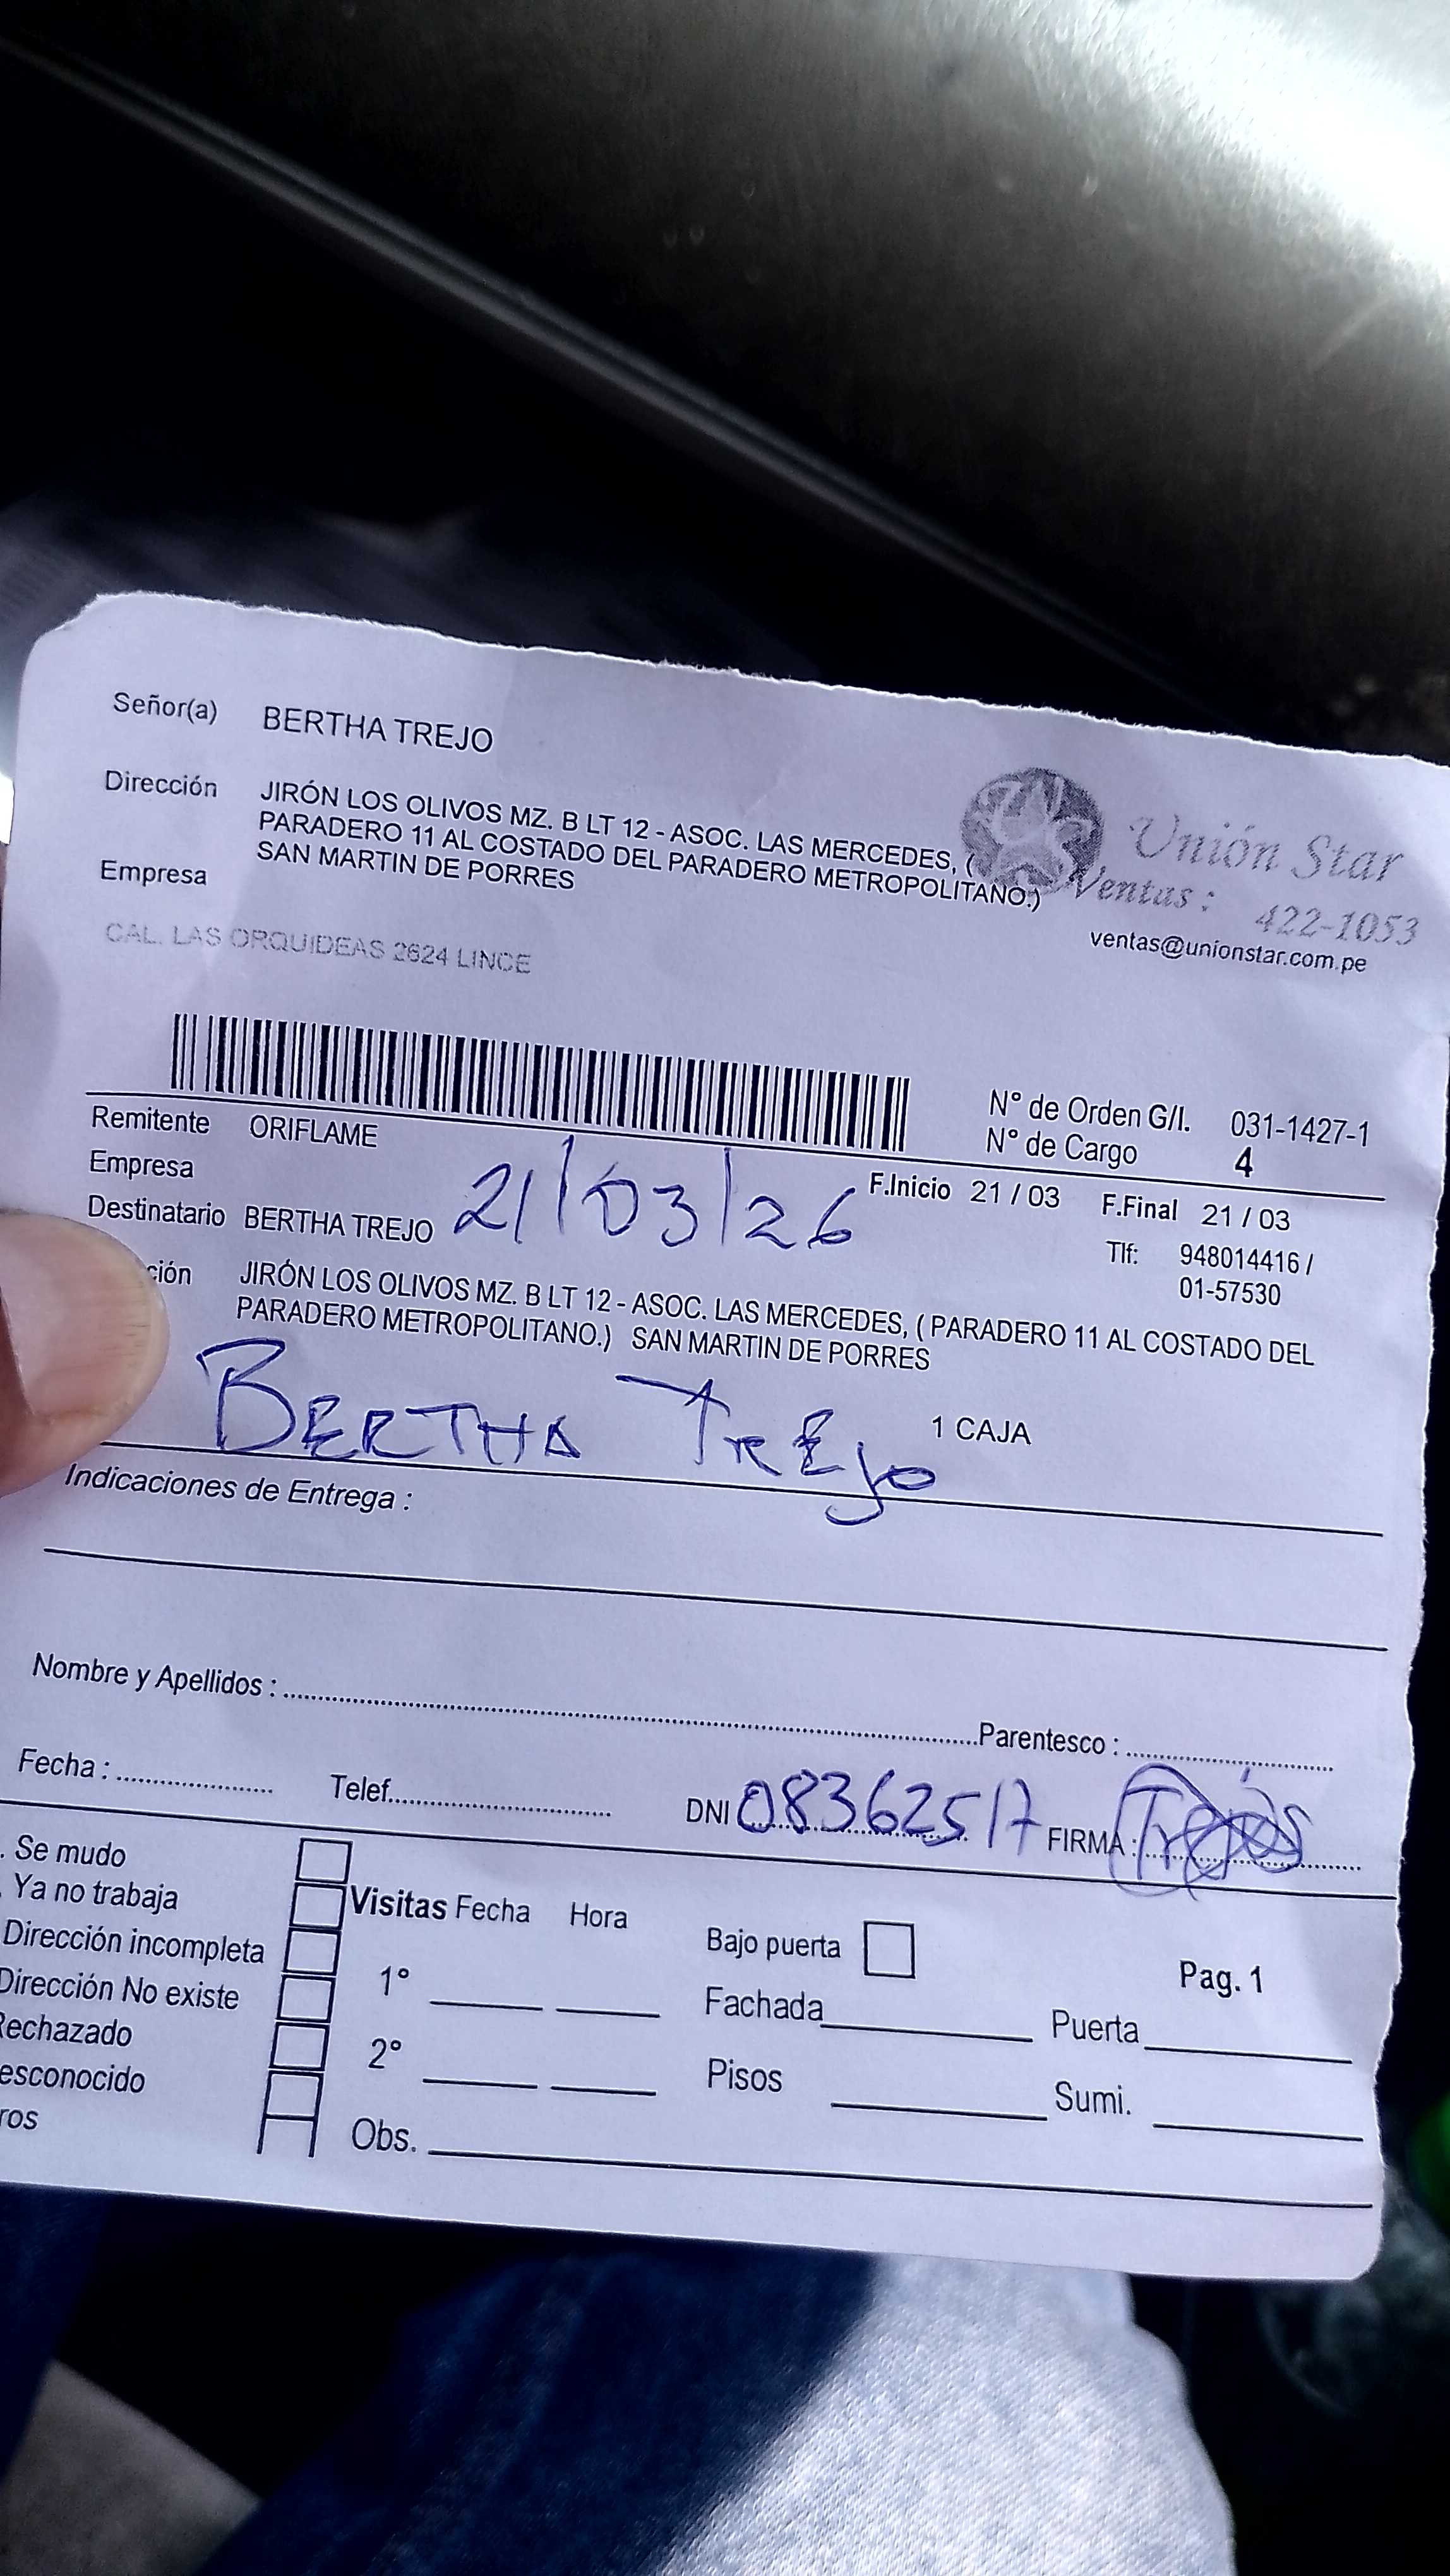 Señor(a) BERTHA TREJO
Dirección JIRÓN LOS OLIVOS MZ. B LT 12 - ASOC. LAS MERCEDES, (
PARADERO 11 AL COSTADO DEL PARADERO METROPOLITANO.)
SAN MARTIN DE PORRES
Empresa
CAL. LAS ORQUIDEAS 2624 LINCE
Unión Star
Ventas : 422-1053
ventas@unionstar.com.pe
N° de Orden G/I. 031-1427-1
N° de Cargo 4
Remitente ORIFLAME
Empresa
21/03/26
F.Inicio 21 / 03 F.Final 21 / 03
Destinatario BERTHA TREJO
Tlf: 948014416 /
01-57530
ción JIRÓN LOS OLIVOS MZ. B LT 12 - ASOC. LAS MERCEDES, ( PARADERO 11 AL COSTADO DEL
PARADERO METROPOLITANO.) SAN MARTIN DE PORRES
BERTHA TREJO
1 CAJA
Indicaciones de Entrega :
Nombre y Apellidos : Parentesco :
Fecha : Telef. DNI 08362517 FIRMA :
. Se mudo
. Ya no trabaja
Dirección incompleta
Dirección No existe
Rechazado
esconocido
ros
Visitas Fecha Hora
1°
2°
Obs.
Bajo puerta
Fachada
Pisos
Pag. 1
Puerta
Sumi.